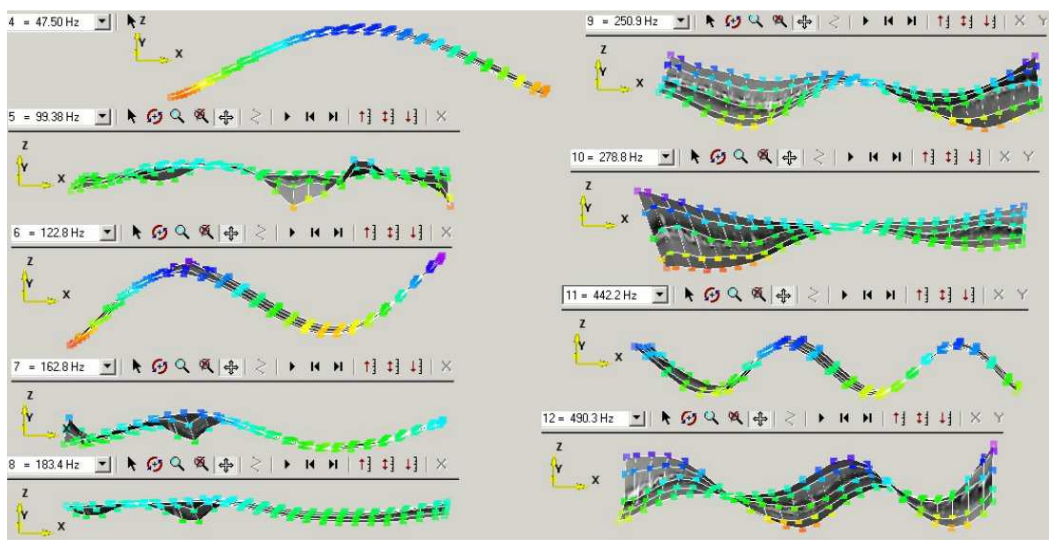 4 = 47.50 Hz
Z
Y
X
5 = 99.38 Hz
Z
Y
X
6 = 122.8 Hz
Z
Y
X
7 = 162.8 Hz
Z
Y
X
8 = 183.4 Hz
Z
Y
X
9 = 250.9 Hz
X Y
Z
Y
X
10 = 278.8 Hz
X Y
Z
Y
X
11 = 442.2 Hz
X Y
Z
Y
X
12 = 490.3 Hz
X Y
Z
Y
X